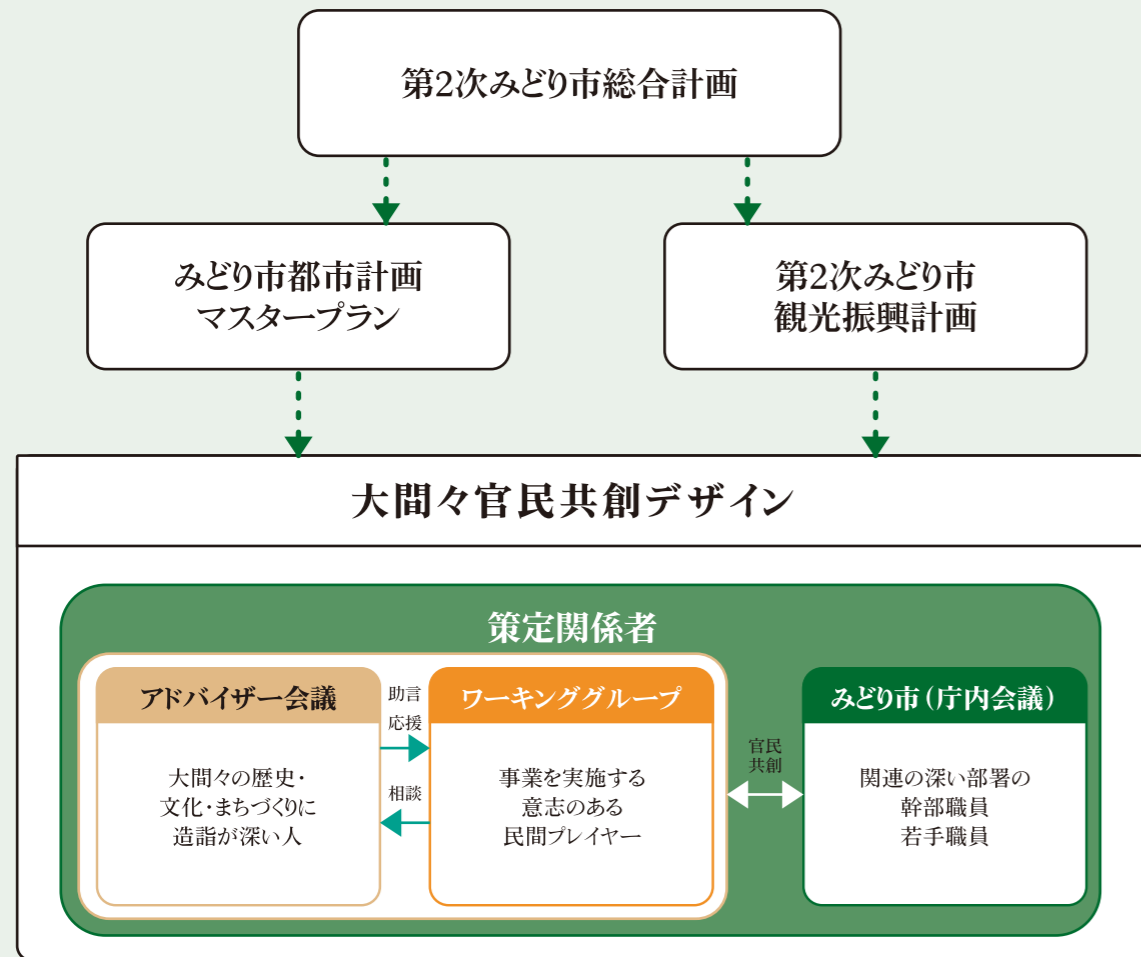 第2次みどり市総合計画
みどり市都市計画
マスタープラン
第2次みどり市
観光振興計画
大間々官民共創デザイン
策定関係者
アドバイザー会議
大間々の歴史・
文化・まちづくりに
造詣が深い人
助言
応援
相談
ワーキンググループ
事業を実施する
意志のある
民間プレイヤー
官民
共創
みどり市（庁内会議）
関連の深い部署の
幹部職員
若手職員